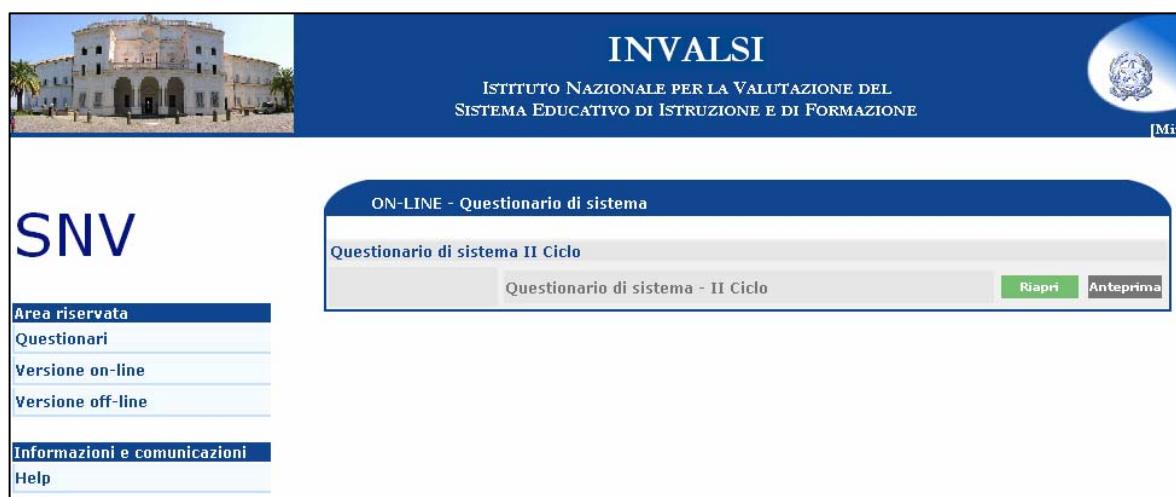 INVALSI
ISTITUTO NAZIONALE PER LA VALUTAZIONE DEL
SISTEMA EDUCATIVO DI ISTRUZIONE E DI FORMAZIONE
SNV
Area riservata
Questionari
Versione on-line
Versione off-line
Informazioni e comunicazioni
Help
ON-LINE - Questionario di sistema
Questionario di sistema II Ciclo
Questionario di sistema - II Ciclo
Riapri
Anteprima